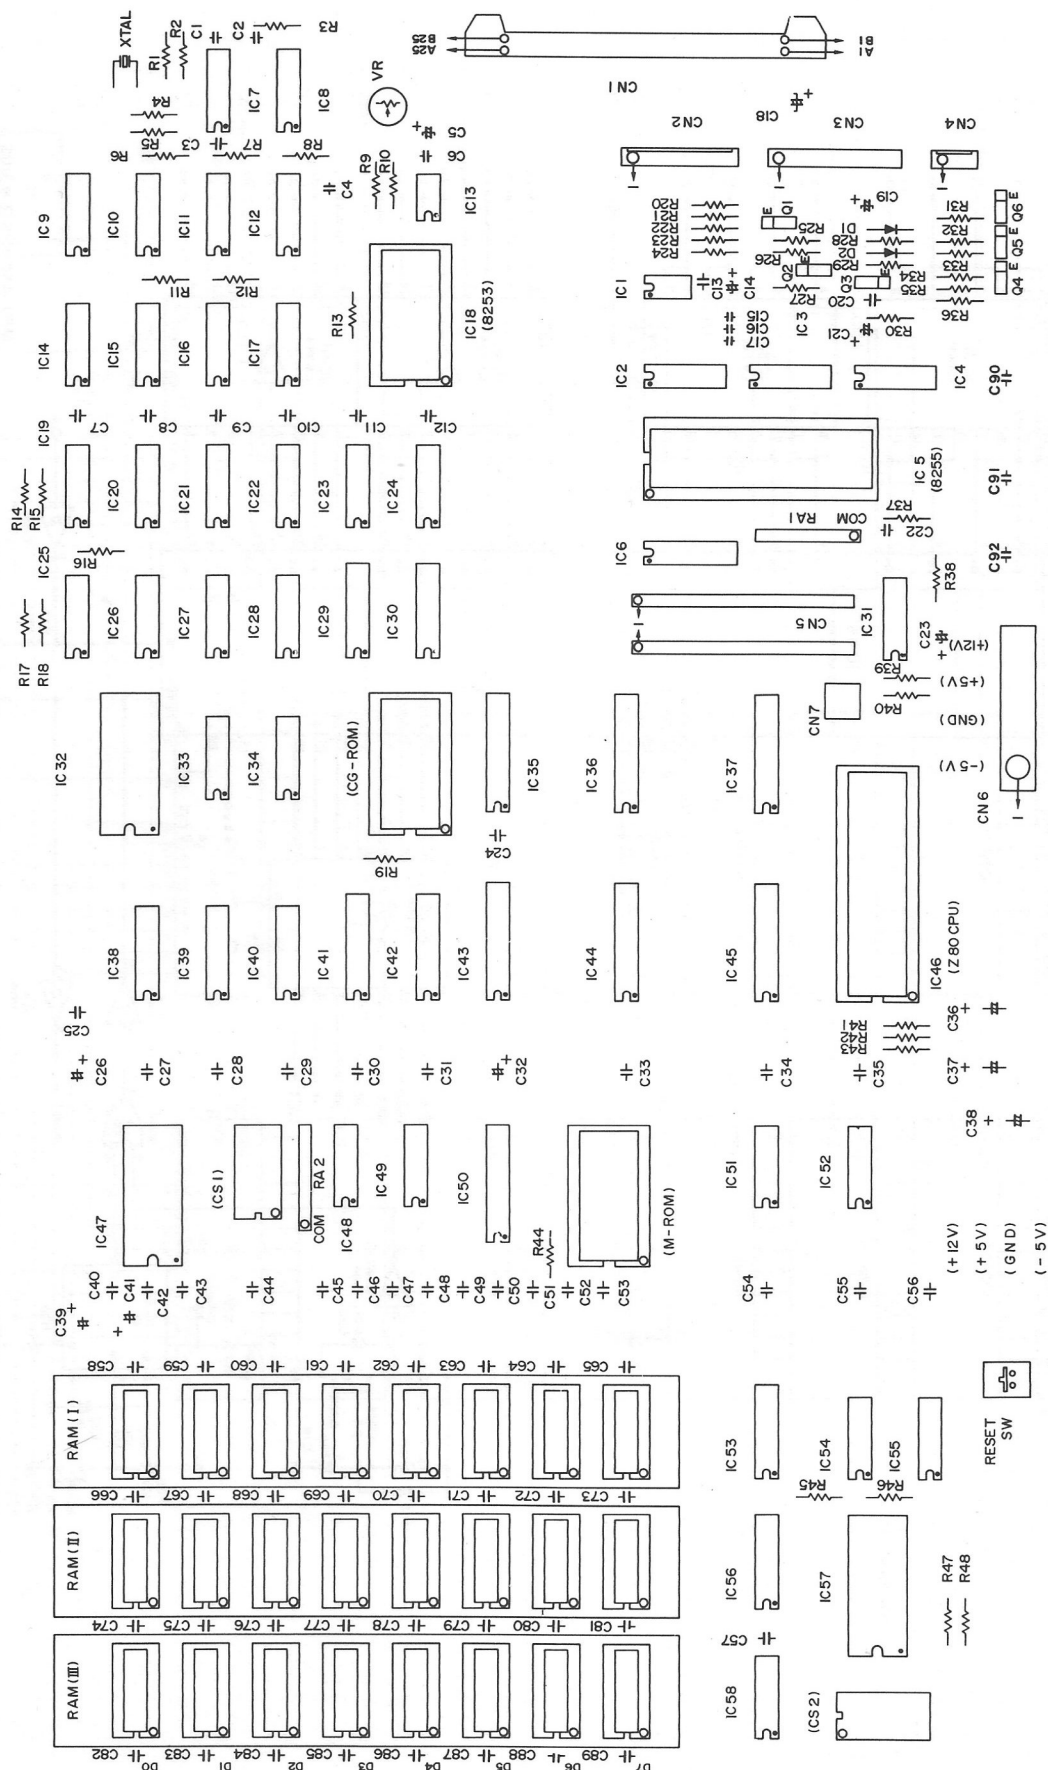 XTAL
R1
R2
C1
C2
R3
B25
A25
B1
A1
CN1
IC7
IC8
VR
R4
R5
R6
C3
R7
R8
C4
R9
R10
C5
C6
CN2
C18
CN3
CN4
1
1
1
IC9
IC10
IC11
IC12
IC13
R11
R12
R13
IC18
(8253)
R20
R21
R22
R23
R24
E
Q1
R25
R26
Q2
E
R27
C19
D1
R28
D2
R29
Q3
E
C20
R30
C21
R31
R32
R33
R34
R35
R36
E
Q6
E
Q5
E
Q4
IC1
C13
C14
C15
C16
C17
IC3
IC14
IC15
IC16
IC17
IC2
IC4
C90
IC19
C7
C8
C9
C10
C11
C12
R14
R15
IC20
IC21
IC22
IC23
IC24
IC5
(8255)
C91
RA1
COM
R37
C22
IC25
R16
IC6
C92
R38
R17
R18
IC26
IC27
IC28
IC29
IC30
1
CN5
IC31
C23
R39
R40
CN7
(+12V)
(+5V)
(GND)
(-5V)
CN6
1
IC32
IC33
IC34
(CG-ROM)
IC35
IC36
IC37
C24
R19
IC38
IC39
IC40
IC41
IC42
IC43
IC44
IC45
IC46
(Z80CPU)
C25
R41
R42
R43
C36
C26
C27
C28
C29
C30
C31
C32
C33
C34
C35
C37
C38
IC47
(CS1)
COM
RA2
IC48
IC49
IC50
R44
(M-ROM)
IC51
IC52
(+12V)
(+5V)
(GND)
(-5V)
C39
C40
C41
C42
C43
C44
C45
C46
C47
C48
C49
C50
C51
C52
C53
C54
C55
C56
C58
C59
C60
C61
C62
C63
C64
C65
RAM(I)
IC53
IC54
IC55
RESET
SW
C66
C67
C68
C69
C70
C71
C72
C73
R45
R46
RAM(II)
IC56
IC57
R47
R48
C74
C75
C76
C77
C78
C79
C80
C81
C57
RAM(III)
IC58
(CS2)
C82
C83
C84
C85
C86
C87
C88
C89
D0
D1
D2
D3
D4
D5
D6
D7